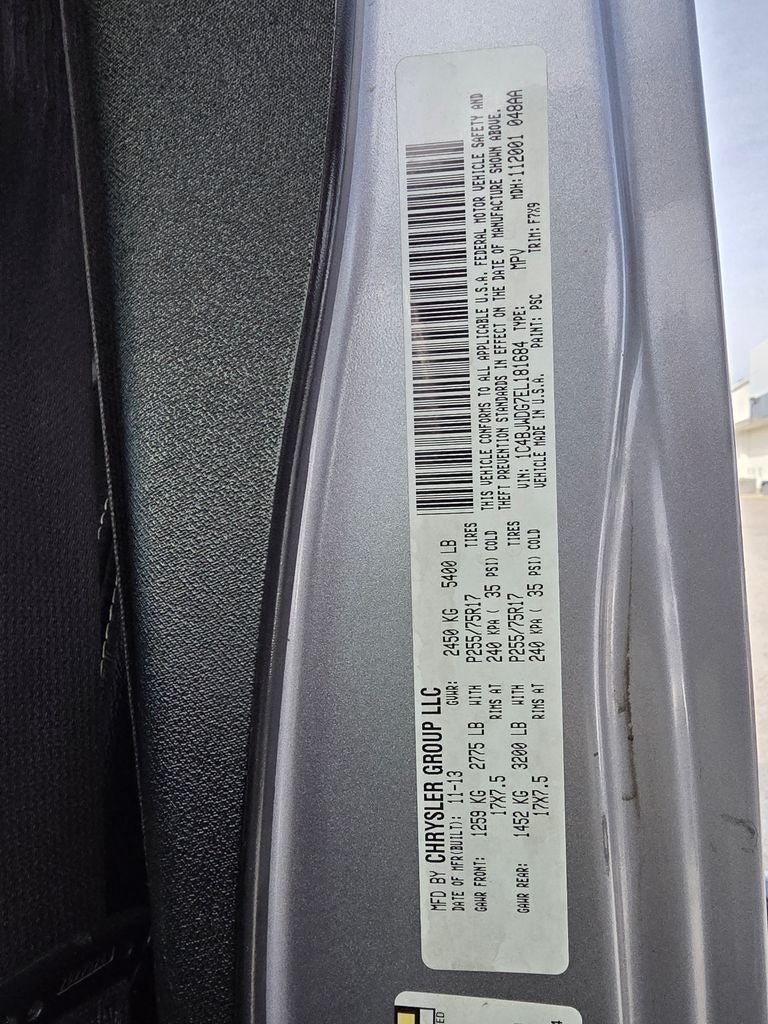 MFD BY CHRYSLER GROUP LLC
DATE OF MFR(BUILT): 11-13 GVWR: 2450 KG 5400 LB
GAWR FRONT: 1259 KG 2775 LB WITH P255/75R17 TIRES
17X7.5 RIMS AT 240 KPA ( 35 PSI) COLD
GAWR REAR: 1452 KG 3200 LB WITH P255/75R17 TIRES
17X7.5 RIMS AT 240 KPA ( 35 PSI) COLD
THIS VEHICLE CONFORMS TO ALL APPLICABLE U.S.A. FEDERAL MOTOR VEHICLE SAFETY AND
THEFT PREVENTION STANDARDS IN EFFECT ON THE DATE OF MANUFACTURE SHOWN ABOVE.
VIN: 1C4BJWDG7EL181684 TYPE: MPV MDH:112001 048AA
VEHICLE MADE IN U.S.A. PAINT: PSC TRIM: F7X9